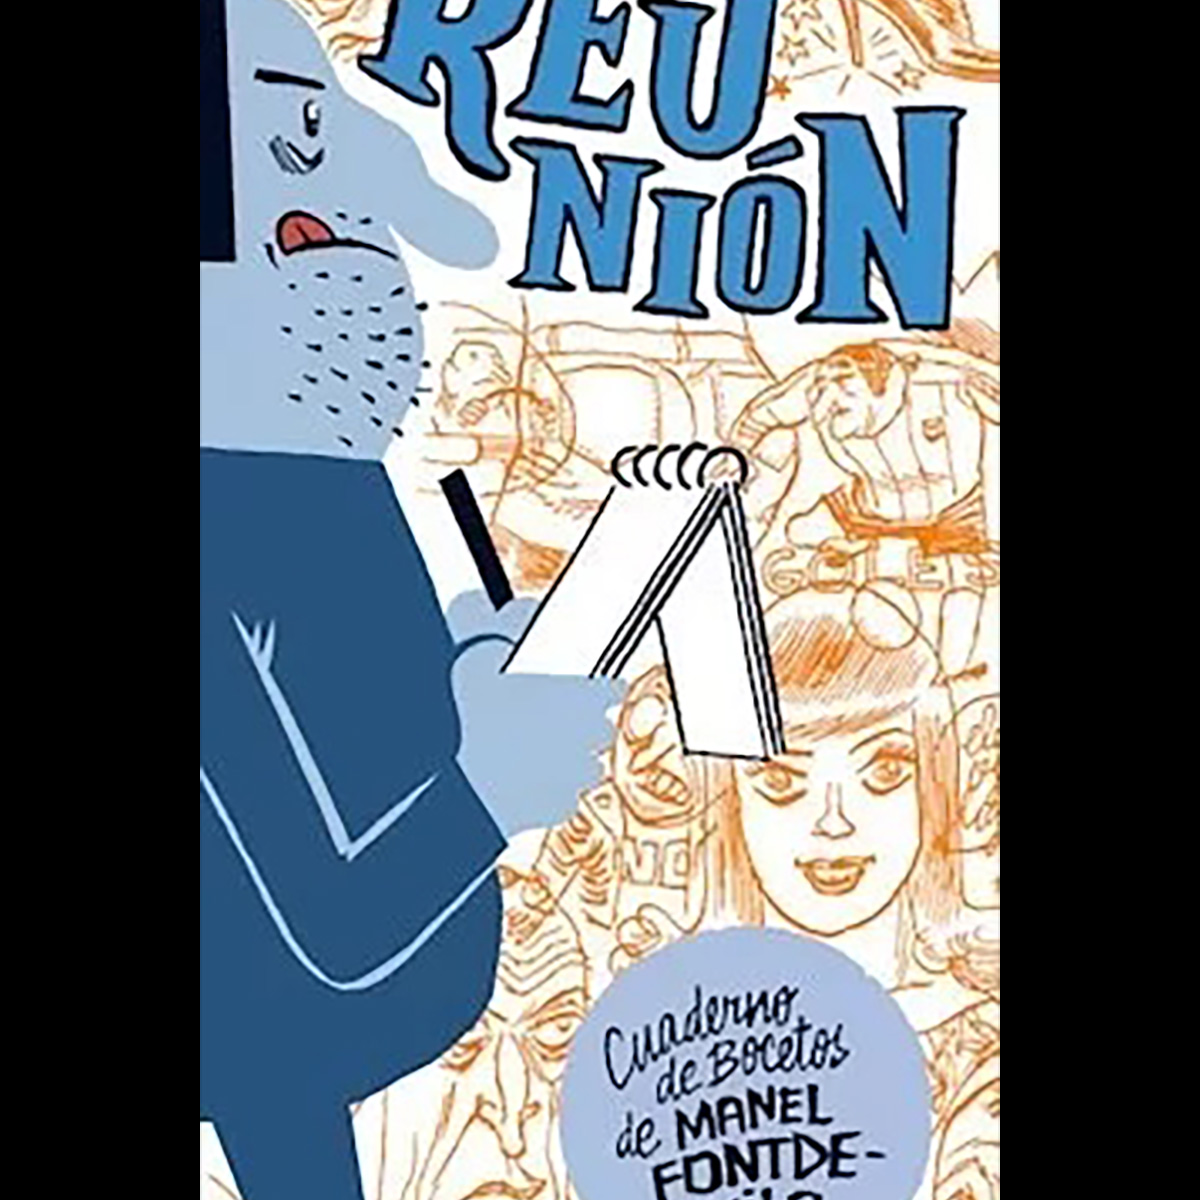 REU
NIÓN
GOLES
Cuaderno
de Bocetos
de MANEL
FONTDE-